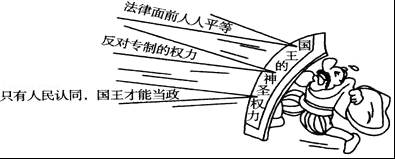 法律面前人人平等
反对专制的权力
只有人民认同，国王才能当政
国王的神圣权力